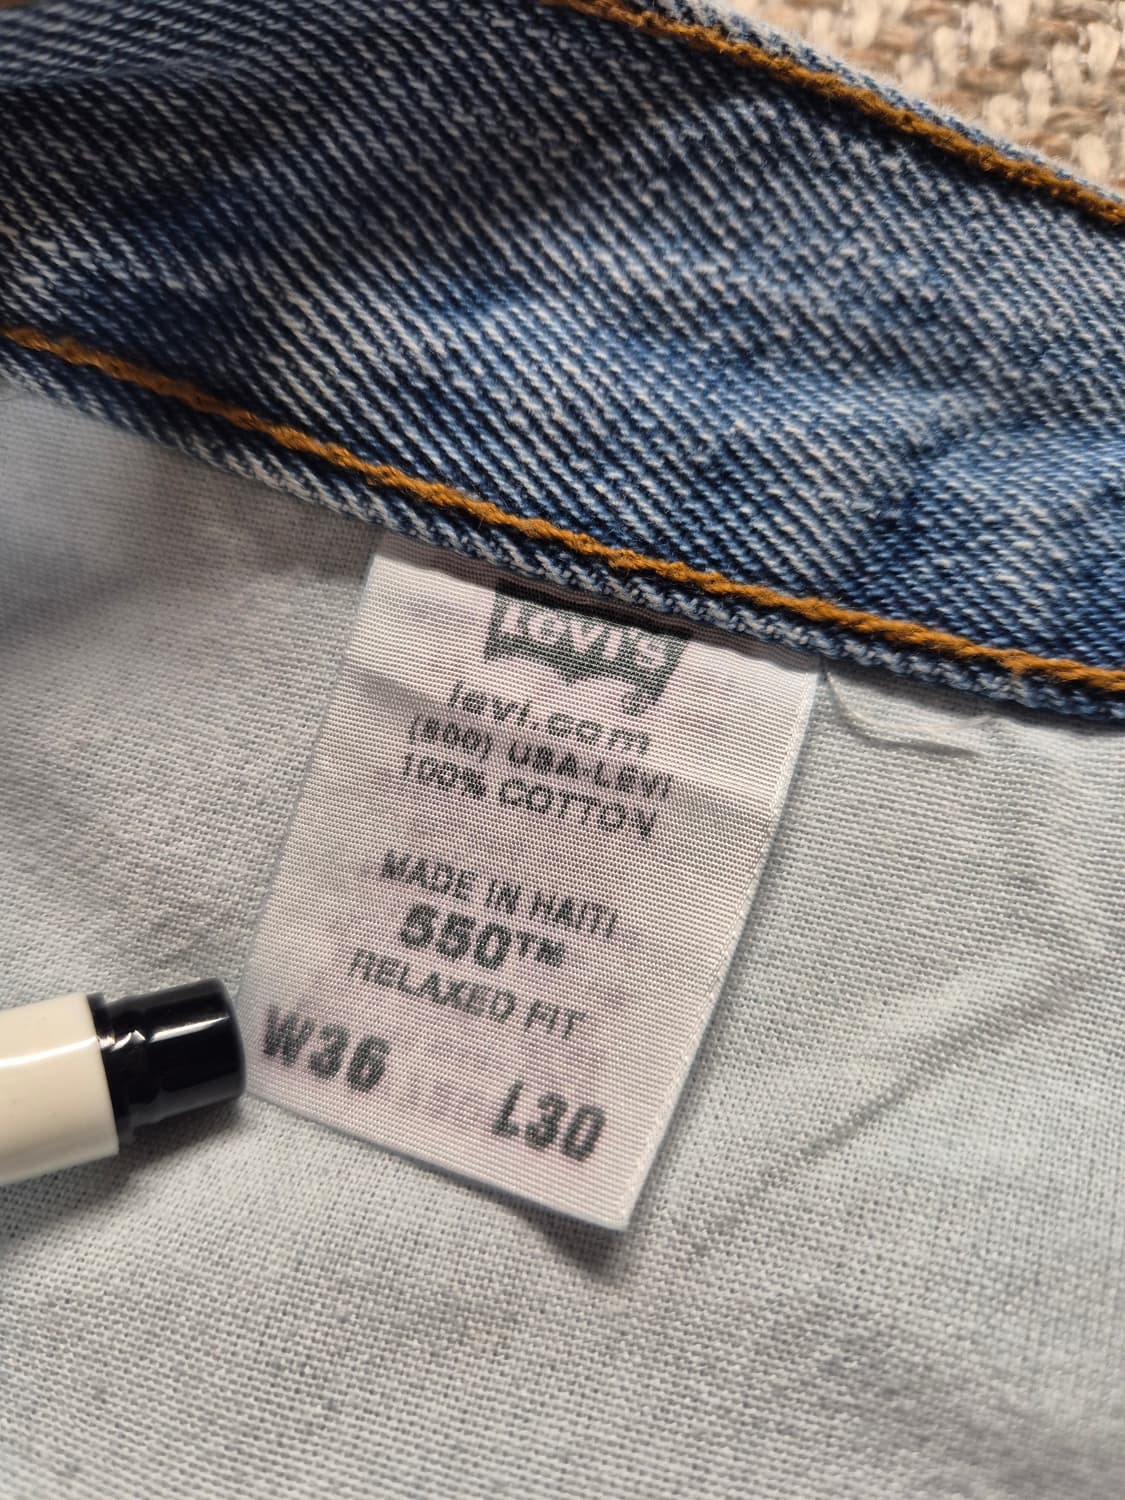 Levi's
levi.com
(800) USA-LEVI
100% COTTON
MADE IN HAITI
550™
RELAXED FIT
W36 L30